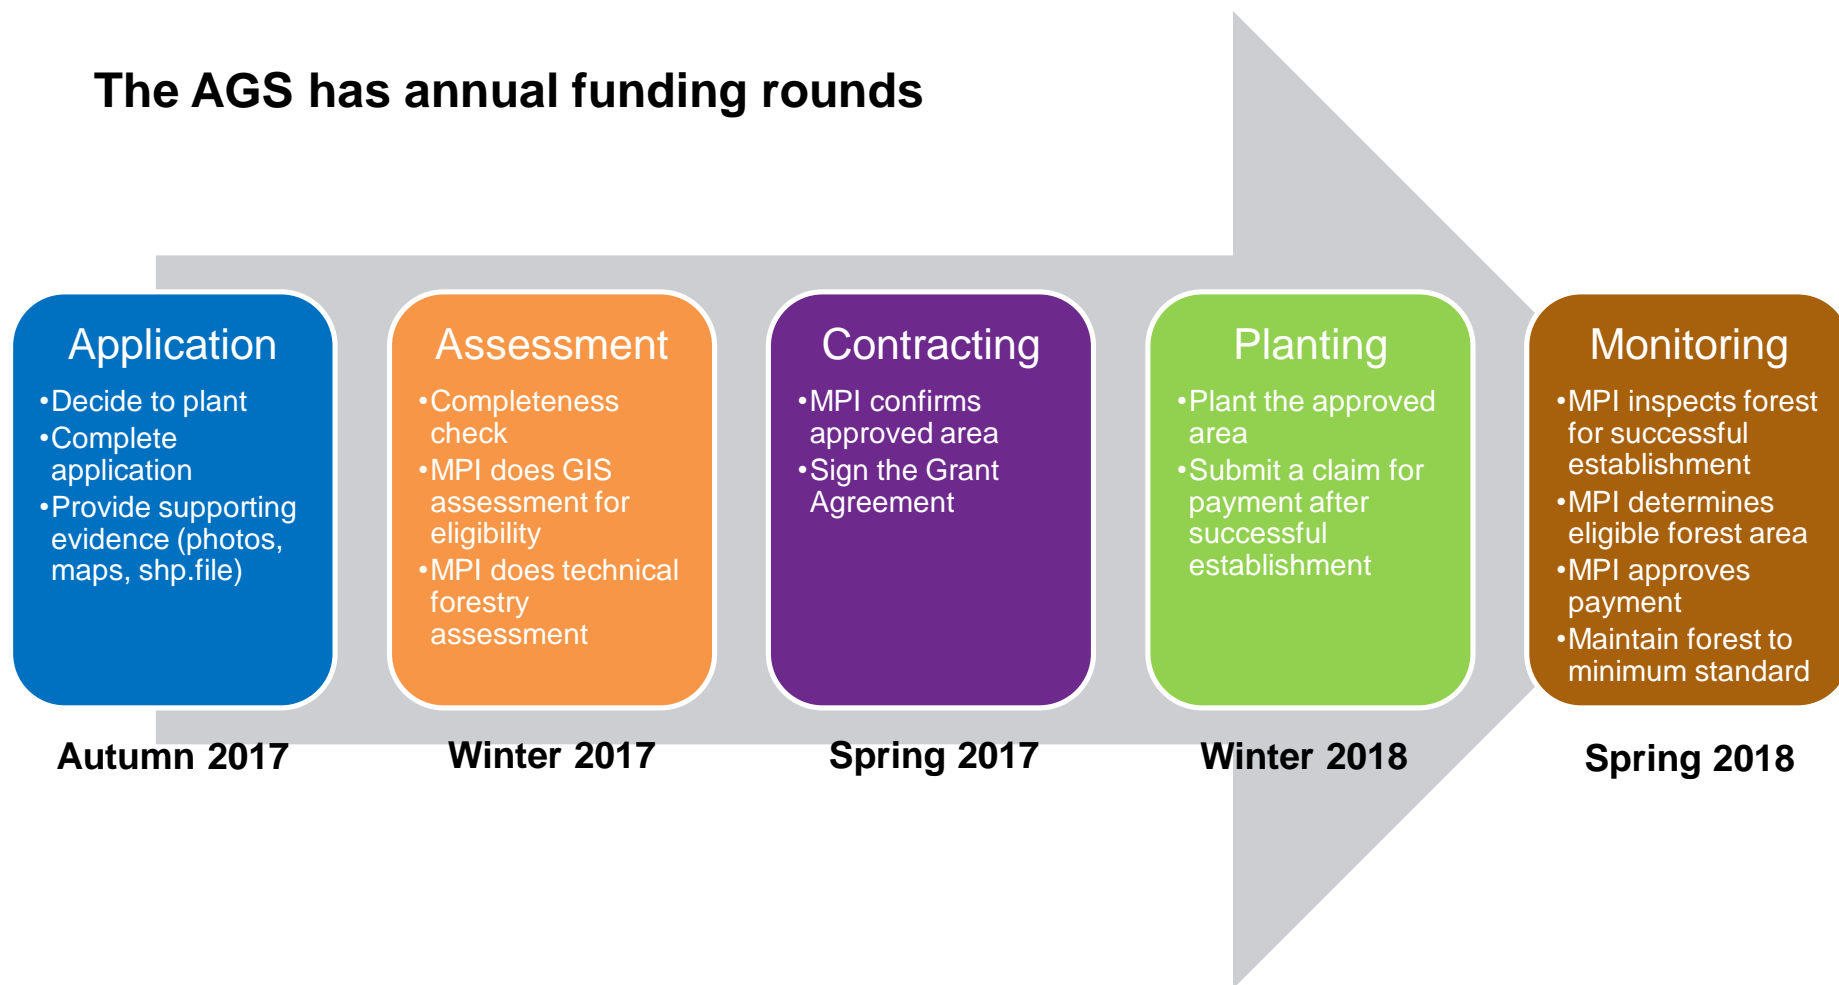 The AGS has annual funding rounds
Application
•Decide to plant
•Complete
application
•Provide supporting
evidence (photos,
maps, shp.file)
Autumn 2017
Assessment
•Completeness
check
•MPI does GIS
assessment for
eligibility
•MPI does technical
forestry
assessment
Winter 2017
Contracting
•MPI confirms
approved area
•Sign the Grant
Agreement
Spring 2017
Planting
•Plant the approved
area
•Submit a claim for
payment after
successful
establishment
Winter 2018
Monitoring
•MPI inspects forest
for successful
establishment
•MPI determines
eligible forest area
•MPI approves
payment
•Maintain forest to
minimum standard
Spring 2018